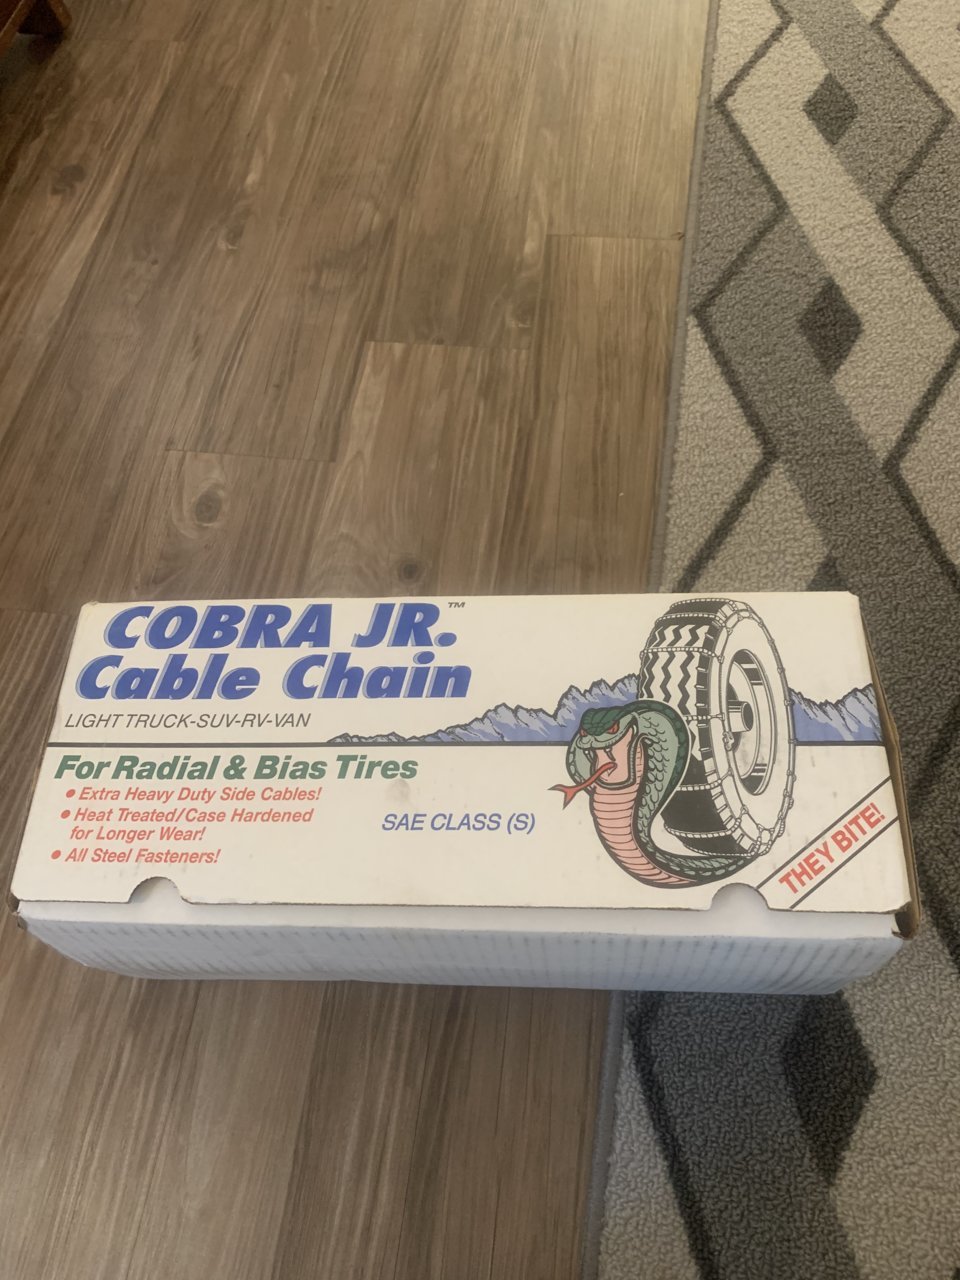 COBRA JR.™
Cable Chain
LIGHT TRUCK-SUV-RV-VAN
For Radial & Bias Tires
• Extra Heavy Duty Side Cables!
• Heat Treated/Case Hardened
for Longer Wear!
• All Steel Fasteners!
SAE CLASS (S)
THEY BITE!